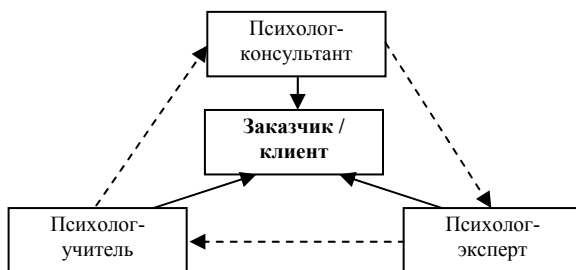 Психолог-
консультант
Заказчик /
клиент
Психолог-
учитель
Психолог-
эксперт